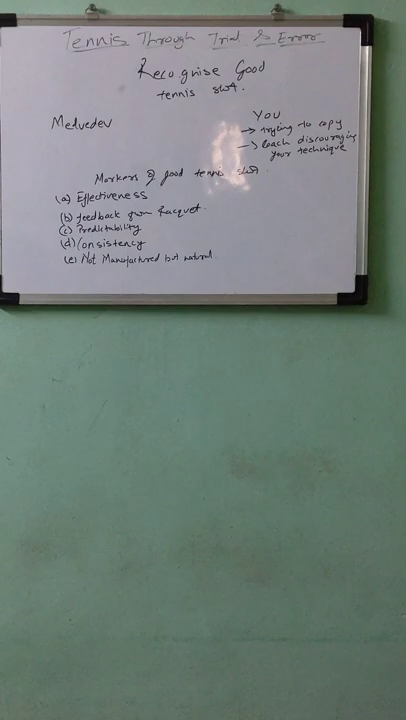 Tennis Through Trial & Error
Recognise Good
tennis shot.
Medvedev
You
→ trying to copy
→ Coach discouraging
your technique
Markers of good tennis shot.
(a) Effectiveness
(b) feedback from Racquet.
(c) Predictability
(d) Consistency
(e) Not Manufactured but natural.